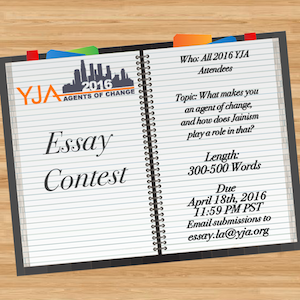 YJA
2016
AGENTS OF CHANGE
Essay
Contest
Who: All 2016 YJA
Attendees
Topic: What makes you
an agent of change,
and how does Jainism
play a role in that?
Length:
300-500 Words
Due
April 18th, 2016
11:59 PM PST
Email submissions to
essay.la@yja.org